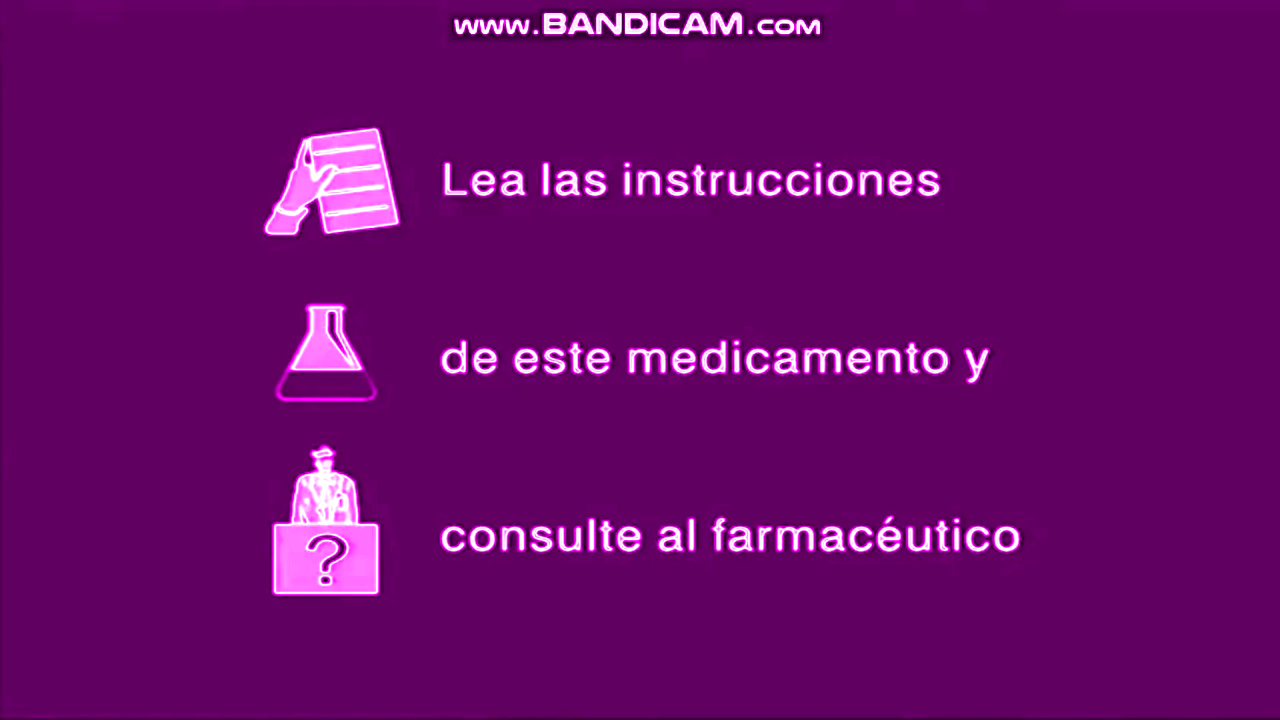 www.BANDICAM.com
Lea las instrucciones
de este medicamento y
consulte al farmacéutico
?